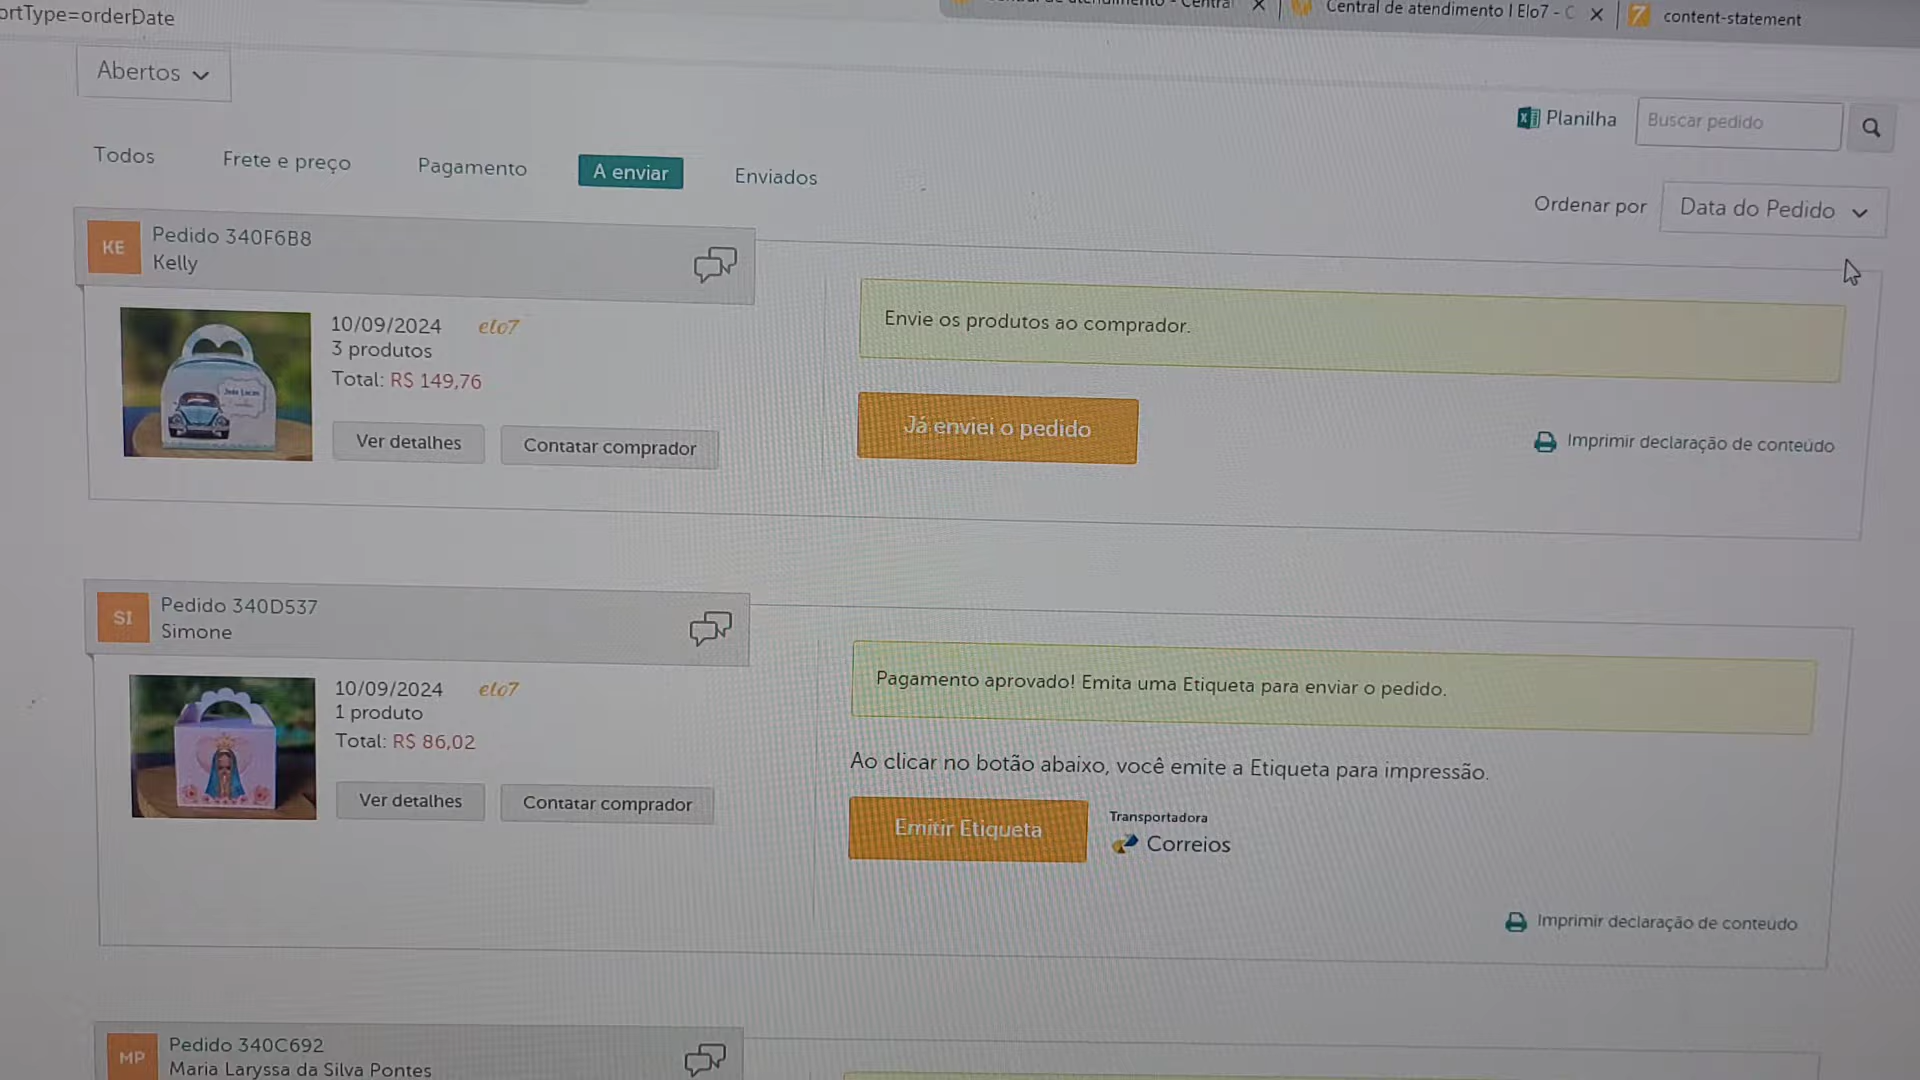 ortType=orderDate
Central de atendimento | Elo7 - C
content-statement
Abertos
Planilha
Buscar pedido
Todos
Frete e preço
Pagamento
A enviar
Enviados
Ordenar por
Data do Pedido
KE
Pedido 340F6B8
Kelly
10/09/2024 elo7
3 produtos
Total: R$ 149,76
Ver detalhes
Contatar comprador
Envie os produtos ao comprador.
Já enviei o pedido
Imprimir declaração de conteúdo
SI
Pedido 340D537
Simone
10/09/2024 elo7
1 produto
Total: R$ 86,02
Ver detalhes
Contatar comprador
Pagamento aprovado! Emita uma Etiqueta para enviar o pedido.
Ao clicar no botão abaixo, você emite a Etiqueta para impressão.
Emitir Etiqueta
Transportadora
Correios
Imprimir declaração de conteúdo
MP
Pedido 340C692
Maria Laryssa da Silva Pontes